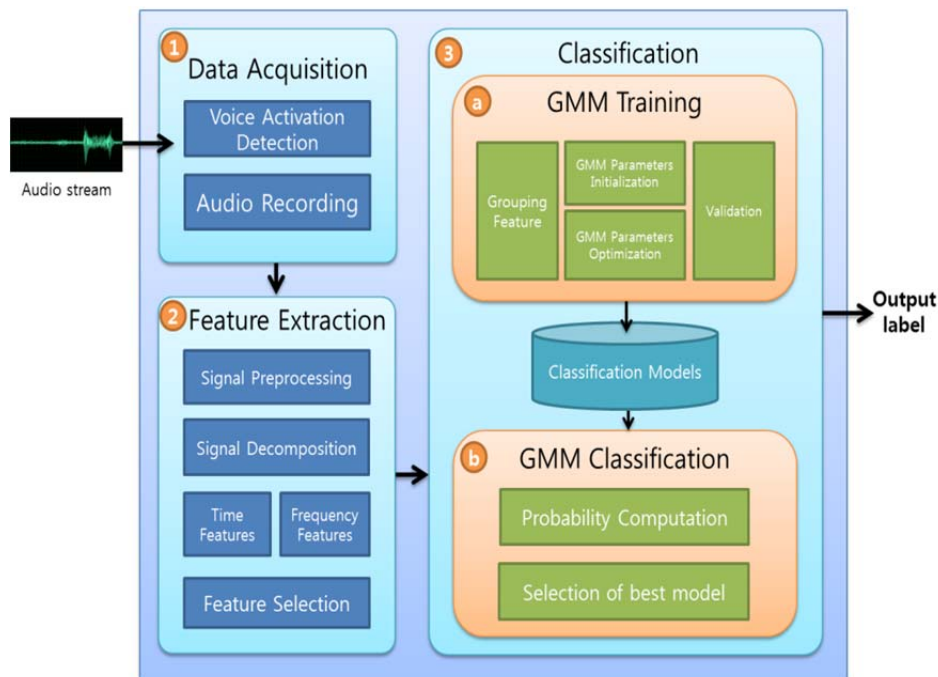 Audio stream
1
Data Acquisition
Voice Activation
Detection
Audio Recording
2
Feature Extraction
Signal Preprocessing
Signal Decomposition
Time
Features
Frequency
Features
Feature Selection
3
Classification
a
GMM Training
Grouping
Feature
GMM Parameters
Initialization
GMM Parameters
Optimization
Validation
Classification Models
b
GMM Classification
Probability Computation
Selection of best model
Output
label